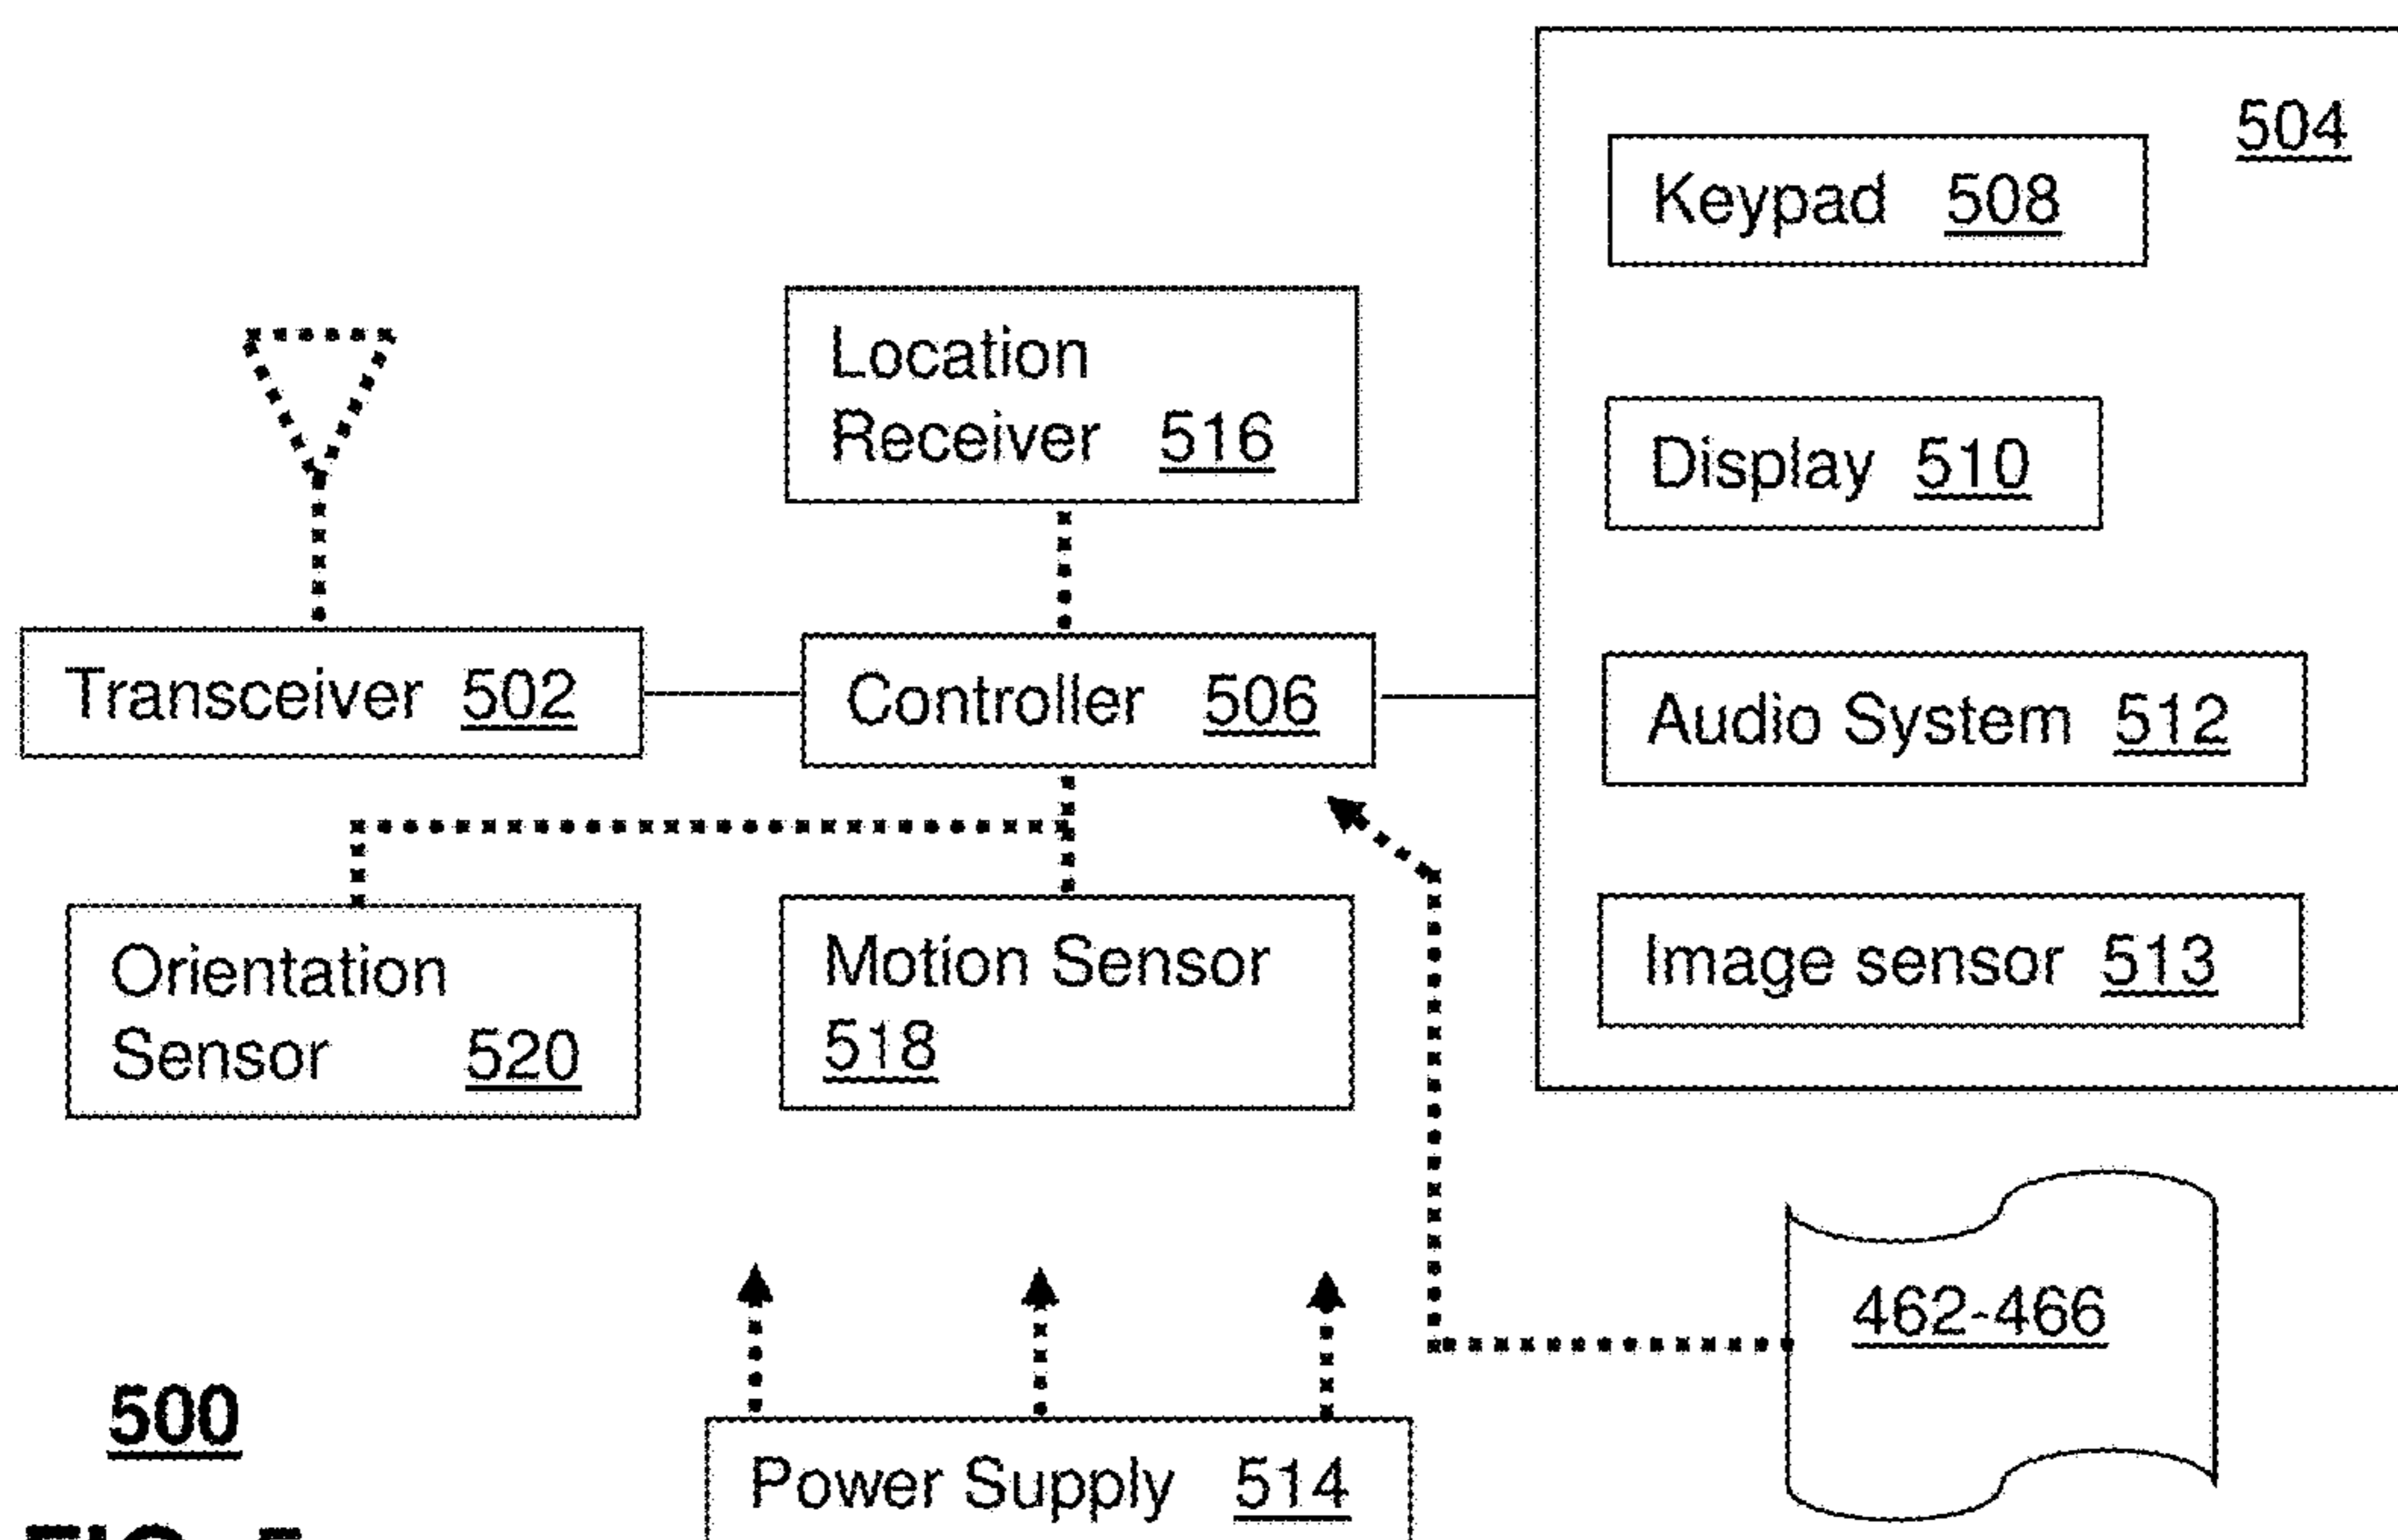 504
Keypad 508
Location
Receiver 516
Display 510
Transceiver 502
Controller 506
Audio System 512
Orientation
Sensor 520
Motion Sensor
518
Image sensor 513
462-466
500
Power Supply 514